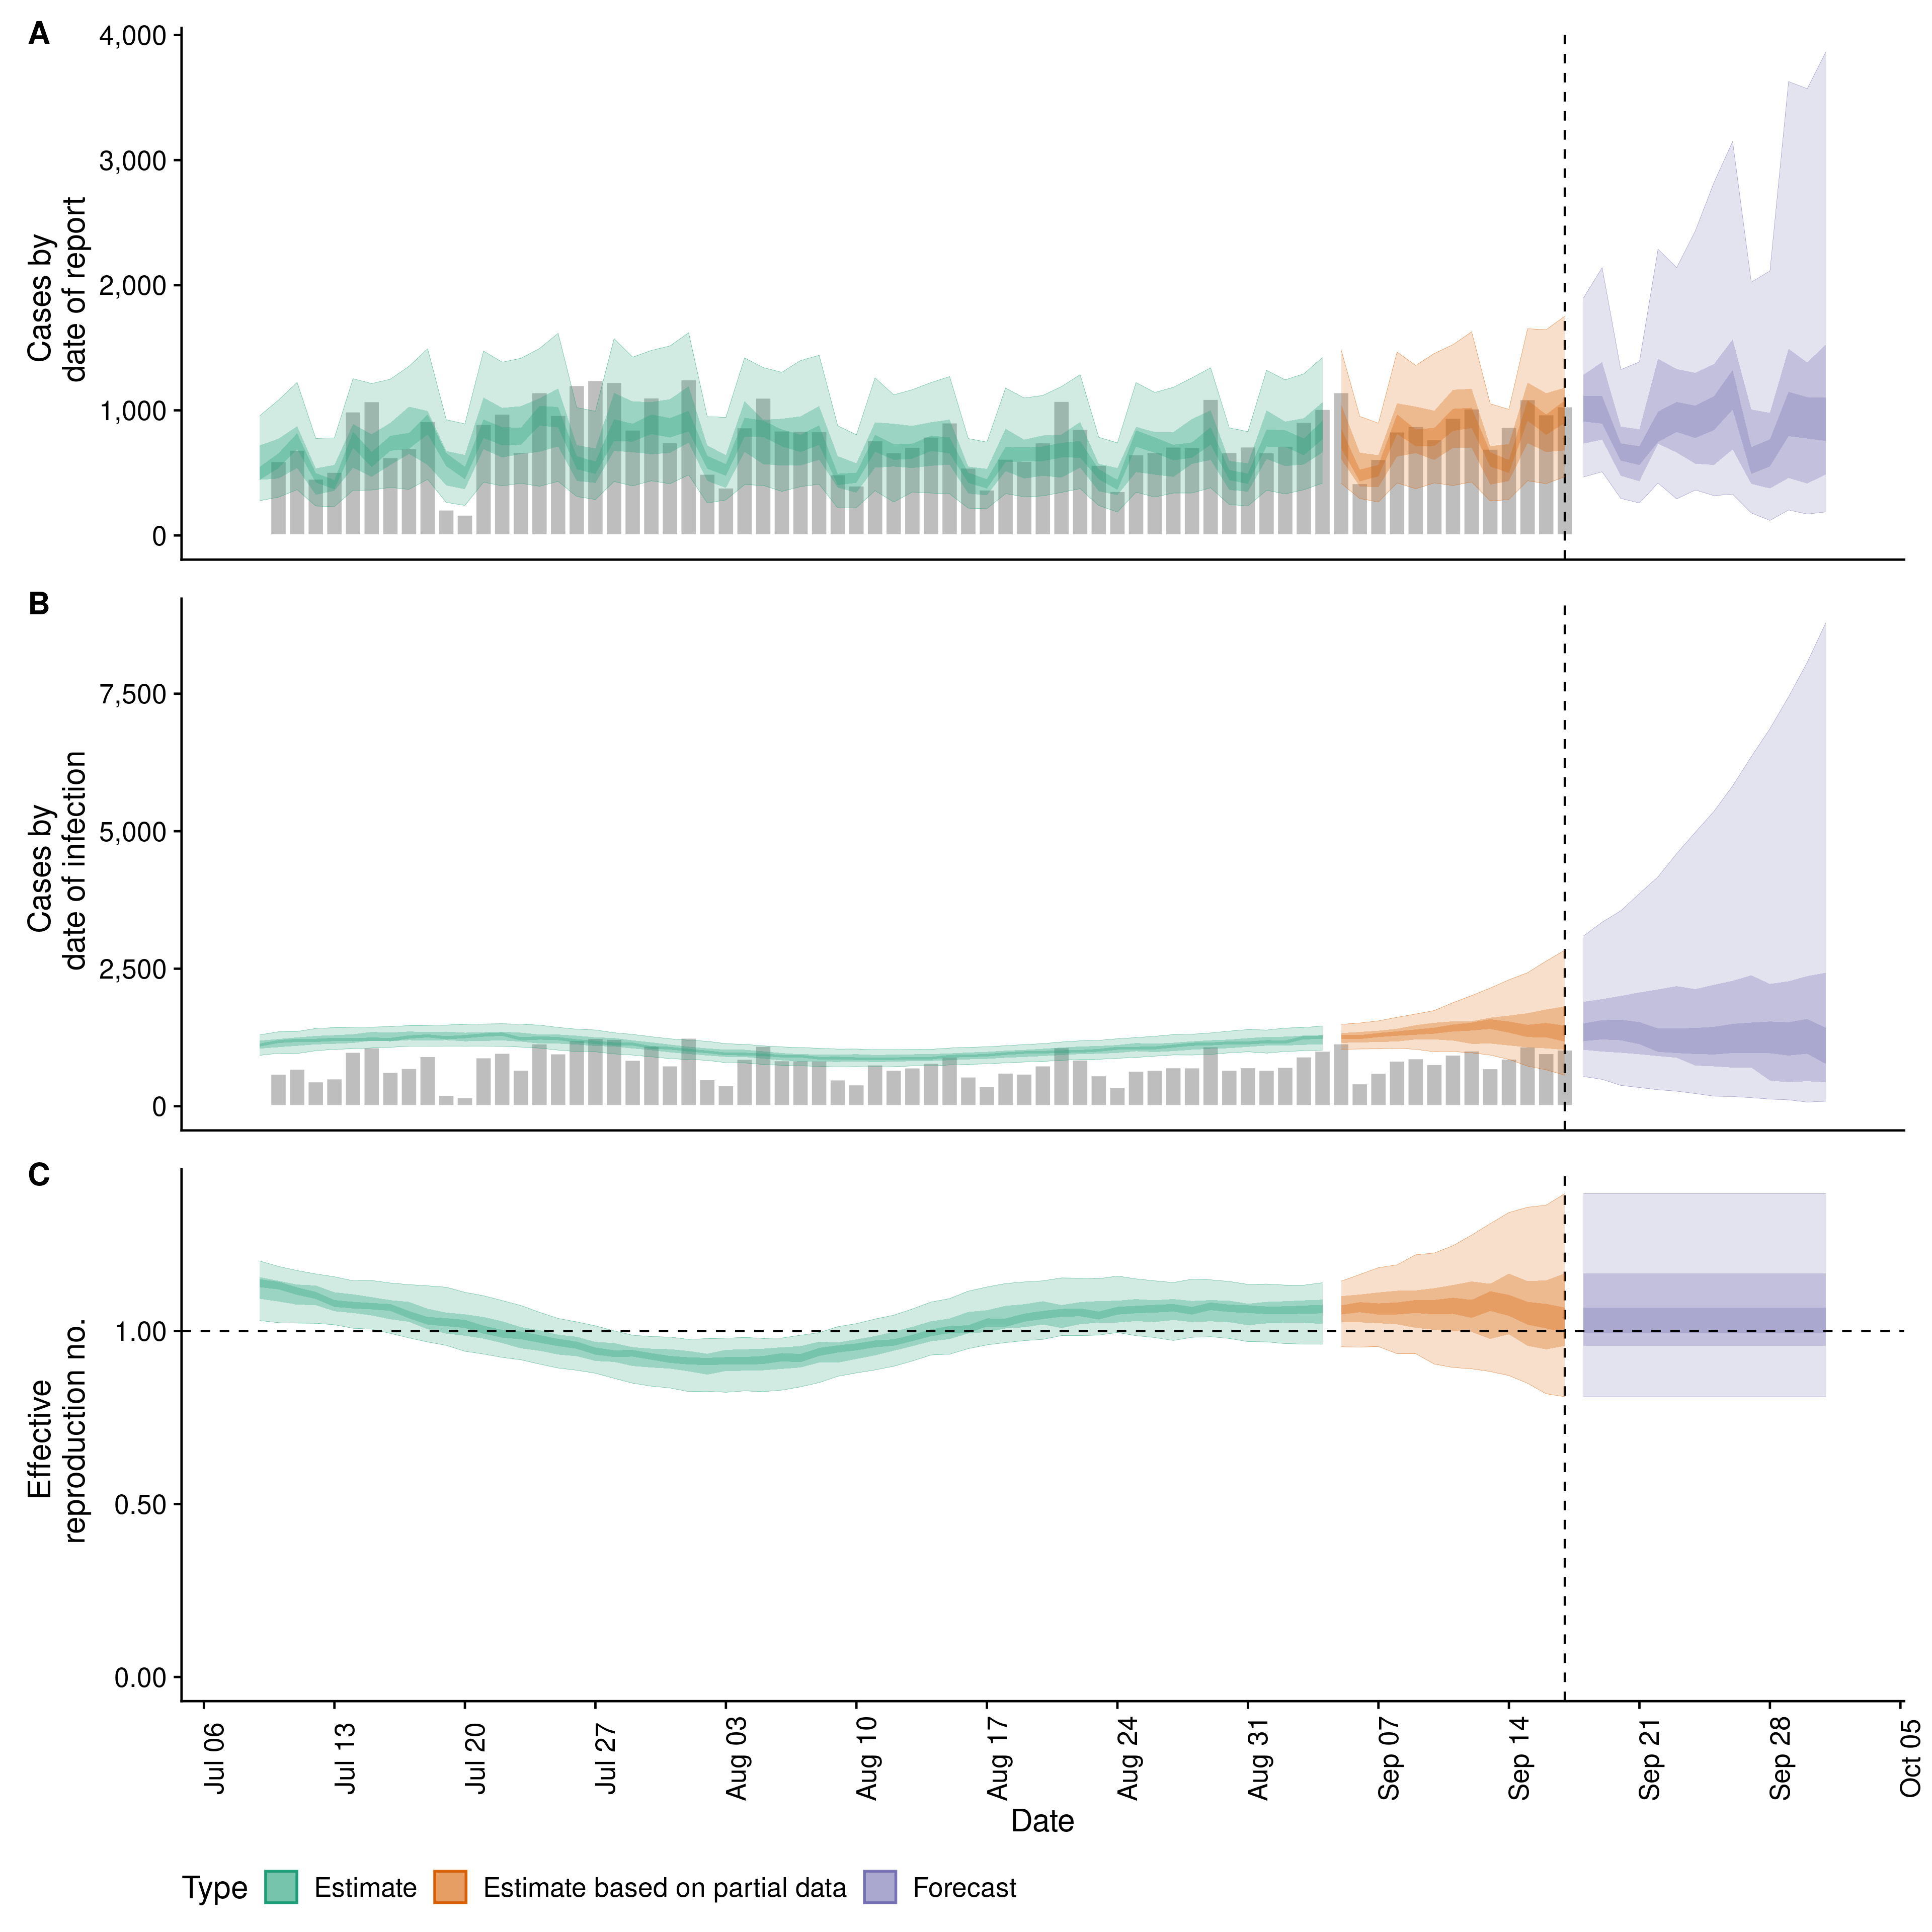 A
Cases by
date of report
4,000
3,000
2,000
1,000
0
B
Cases by
date of infection
7,500
5,000
2,500
0
C
Effective
reproduction no.
1.00
0.50
0.00
Jul 06
Jul 13
Jul 20
Jul 27
Aug 03
Aug 10
Aug 17
Aug 24
Aug 31
Sep 07
Sep 14
Sep 21
Sep 28
Oct 05
Date
Type Estimate Estimate based on partial data Forecast